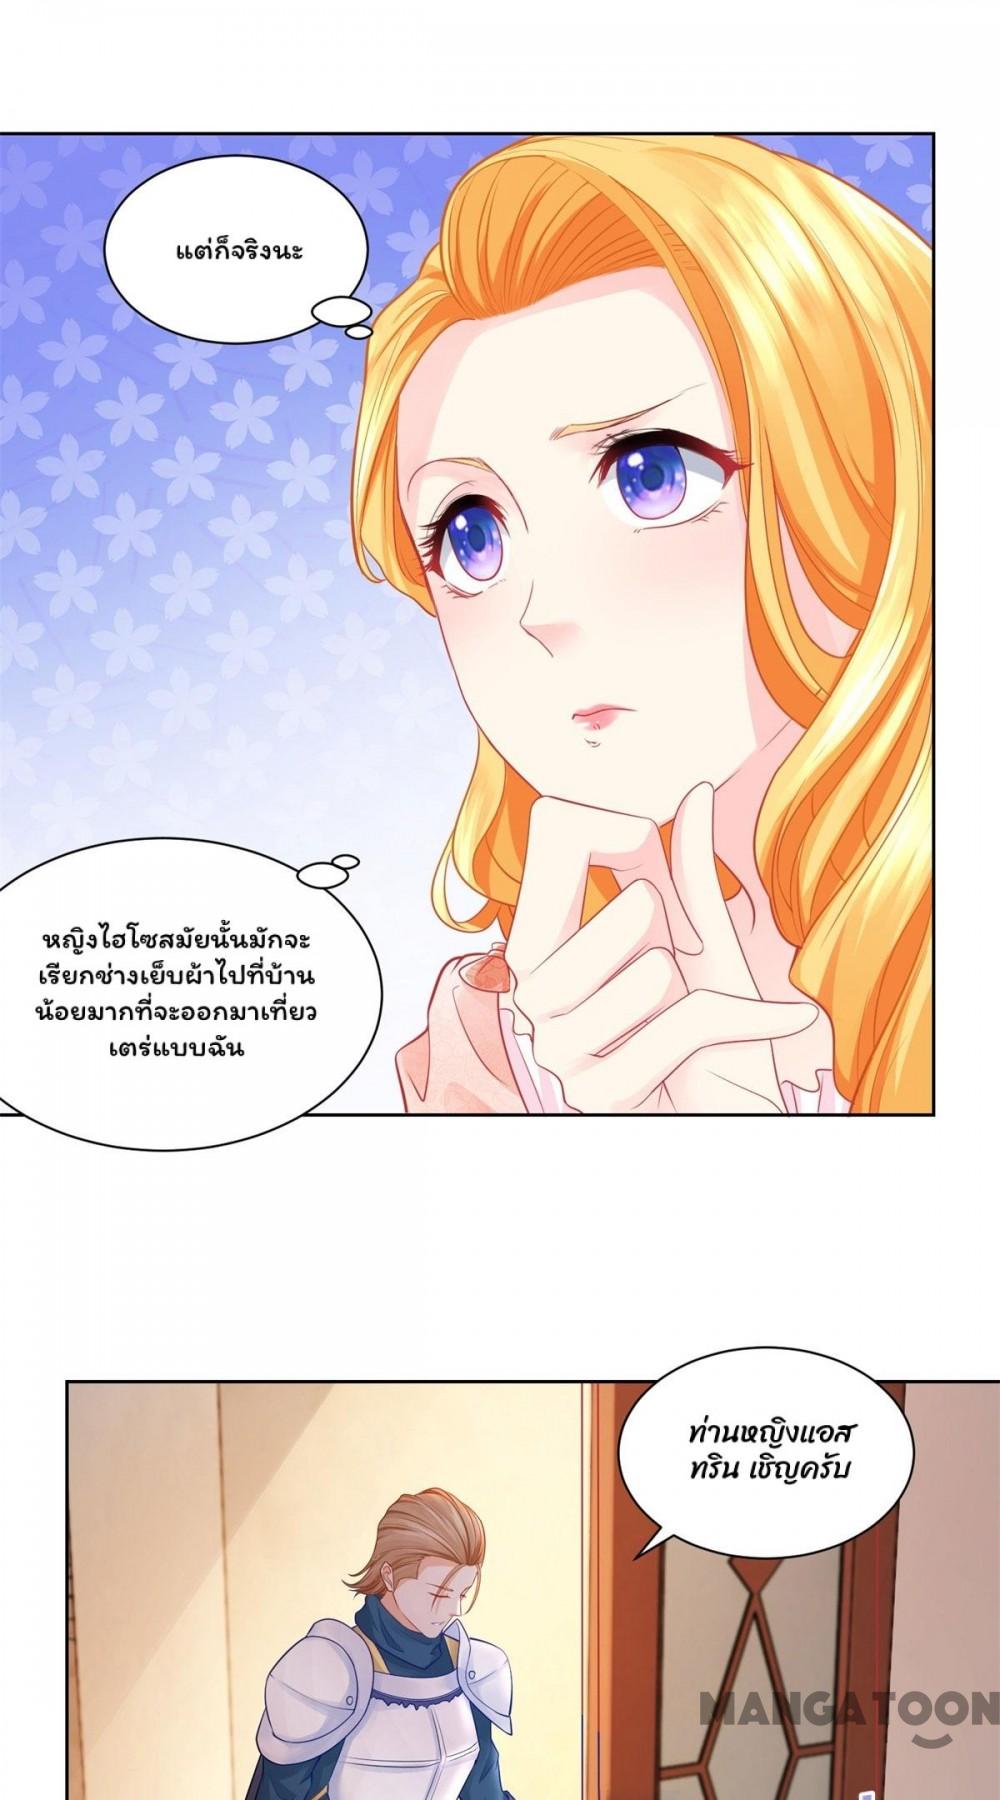 แต่ก็จริงนะ
หญิงไฮโซสมัยนั้นมักจะ
เรียกช่างเย็บผ้าไปที่บ้าน
น้อยมากที่จะออกมาเที่ยว
เตร่แบบฉัน
ท่านหญิงแอส
ทริน เชิญครับ
MANGATOON